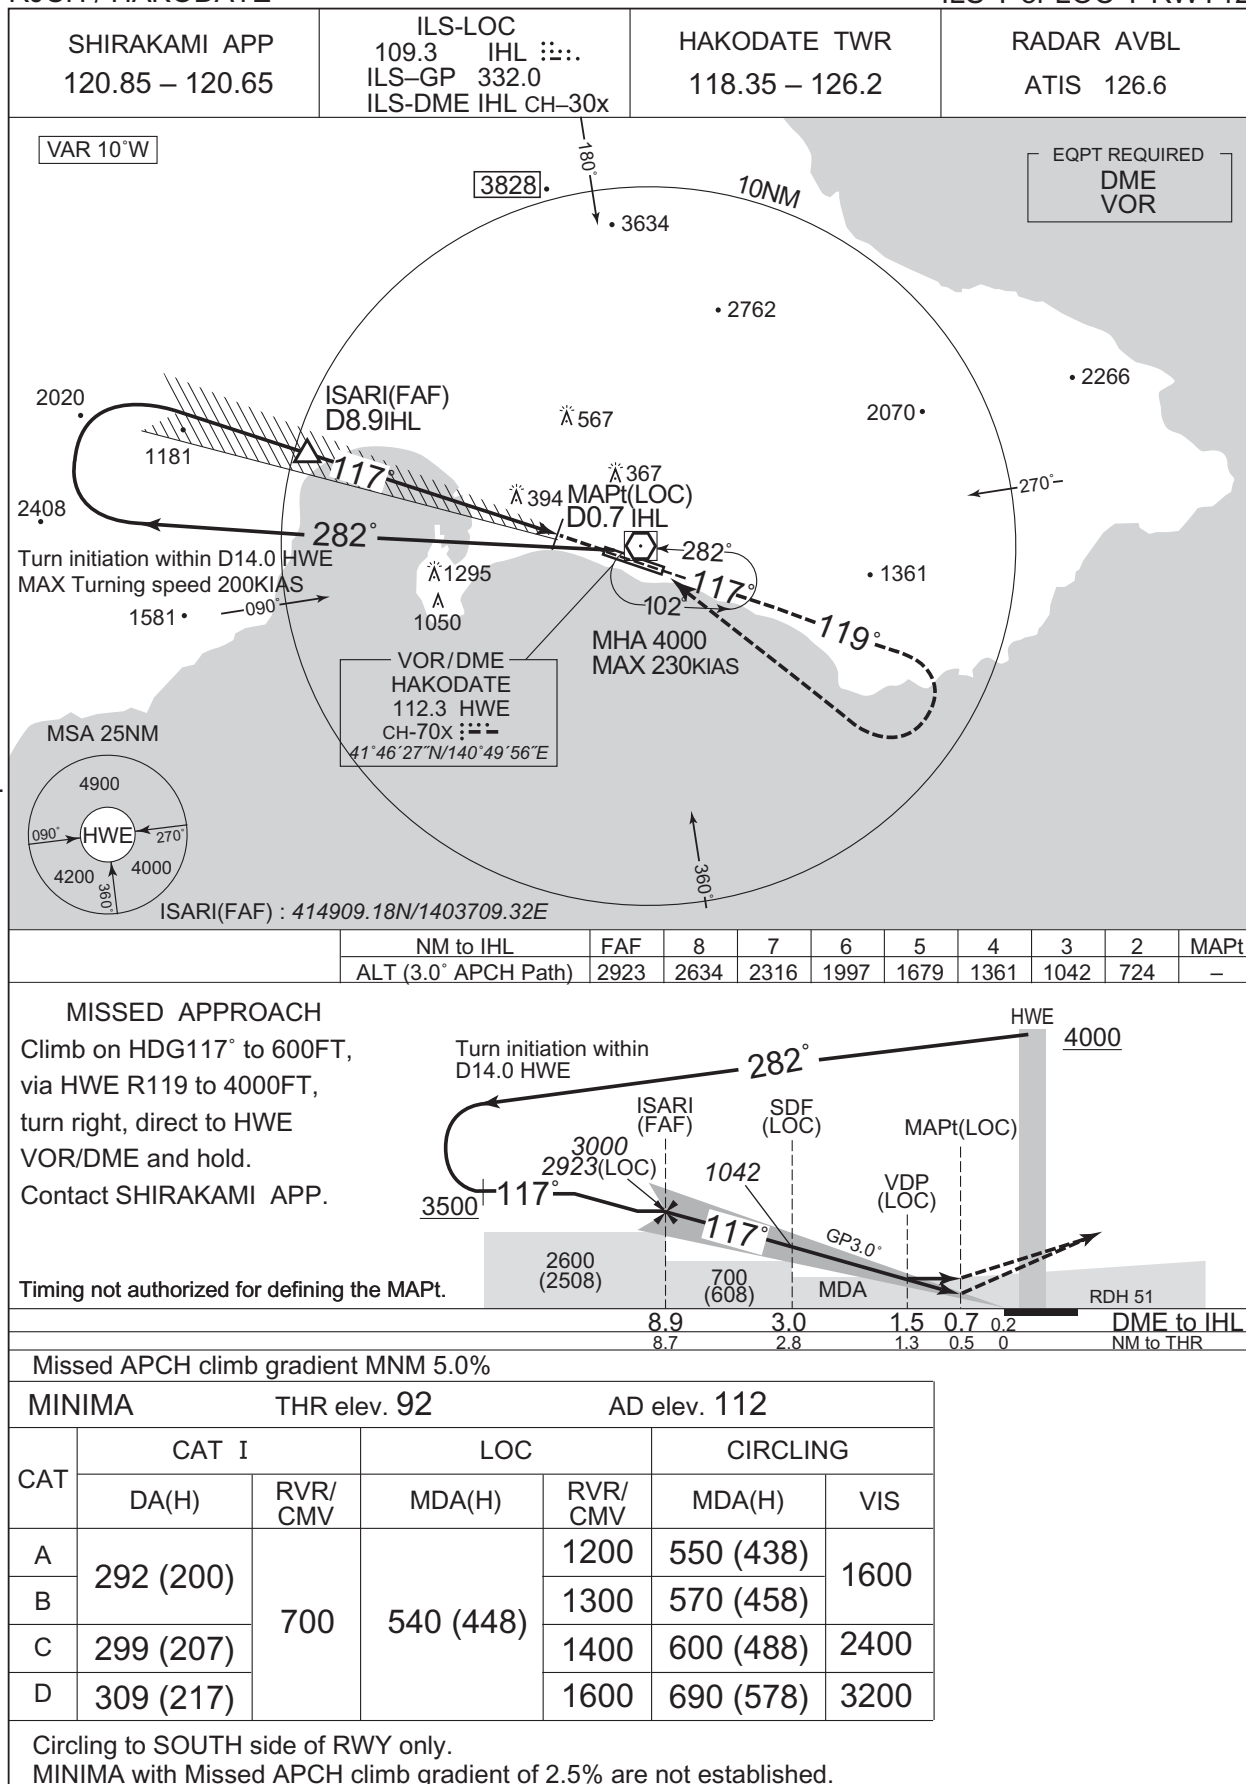 SHIRAKAMI APP
120.85 – 120.65
ILS-LOC
109.3 IHL
ILS–GP 332.0
ILS-DME IHL CH–30x
HAKODATE TWR
118.35 – 126.2
RADAR AVBL
ATIS 126.6
VAR 10°W
EQPT REQUIRED
DME
VOR
180°
3828
10NM
3634
2762
2266
2020
ISARI(FAF)
D8.9IHL
567
2070
1181
117°
367
394
MAPt(LOC)
D0.7 IHL
270°
2408
282°
282°
Turn initiation within D14.0 HWE
MAX Turning speed 200KIAS
1295
117°
1361
1581
090°
1050
102°
119°
MHA 4000
MAX 230KIAS
VOR/DME
HAKODATE
112.3 HWE
CH-70X
41°46´27˝N/140°49´56˝E
MSA 25NM
4900
090°
HWE
270°
4200
4000
360°
360°
ISARI(FAF) : 414909.18N/1403709.32E
NM to IHL FAF 8 7 6 5 4 3 2 MAPt
ALT (3.0° APCH Path) 2923 2634 2316 1997 1679 1361 1042 724 –
MISSED APPROACH
Climb on HDG117° to 600FT,
via HWE R119 to 4000FT,
turn right, direct to HWE
VOR/DME and hold.
Contact SHIRAKAMI APP.
Timing not authorized for defining the MAPt.
HWE
4000
Turn initiation within
D14.0 HWE
282°
ISARI
(FAF)
SDF
(LOC)
MAPt(LOC)
3000
2923(LOC)
1042
VDP
(LOC)
3500
117°
117°
GP3.0°
2600
(2508)
700
(608)
MDA
RDH 51
8.9 3.0 1.5 0.7 0.2 DME to IHL
8.7 2.8 1.3 0.5 0 NM to THR
Missed APCH climb gradient MNM 5.0%
MINIMA THR elev. 92 AD elev. 112
CAT CAT I LOC CIRCLING
DA(H) RVR/CMV MDA(H) RVR/CMV MDA(H) VIS
A 292 (200) 700 540 (448) 1200 550 (438) 1600
B 1300 570 (458)
C 299 (207) 1400 600 (488) 2400
D 309 (217) 1600 690 (578) 3200
Circling to SOUTH side of RWY only.
MINIMA with Missed APCH climb gradient of 2.5% are not established.